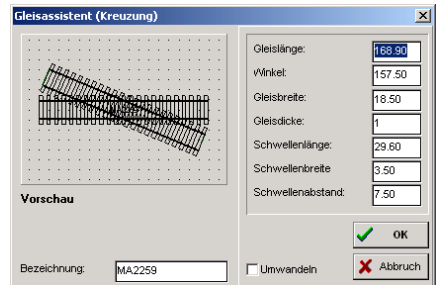 Gleisassistent (Kreuzung)
Gleislänge: 168.90
Winkel: 157.50
Gleisbreite: 18.50
Gleisdicke: 1
Schwellenlänge: 29.60
Schwellenbreite 3.50
Schwellenabstand: 7.50
Vorschau
OK
Bezeichnung: MA2259
Umwandeln
Abbruch